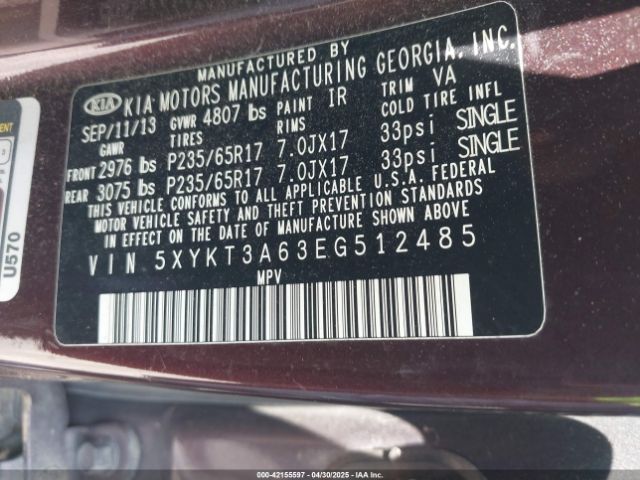 MANUFACTURED BY
KIA KIA MOTORS MANUFACTURING GEORGIA, INC.
SEP/11/13 GVWR 4807 lbs PAINT IR TRIM VA
GAWR TIRES RIMS COLD TIRE INFL
FRONT 2976 lbs P235/65R17 7.0JX17 33psi SINGLE
REAR 3075 lbs P235/65R17 7.0JX17 33psi SINGLE
THIS VEHICLE CONFORMS TO ALL APPLICABLE U.S.A. FEDERAL
MOTOR VEHICLE SAFETY AND THEFT PREVENTION STANDARDS
IN EFFECT ON THE DATE OF MANUFACTURE SHOWN ABOVE.
VIN 5XYKT3A63EG512485
MPV
U570
000-42155597 - 04/30/2025 - IAAI.COM